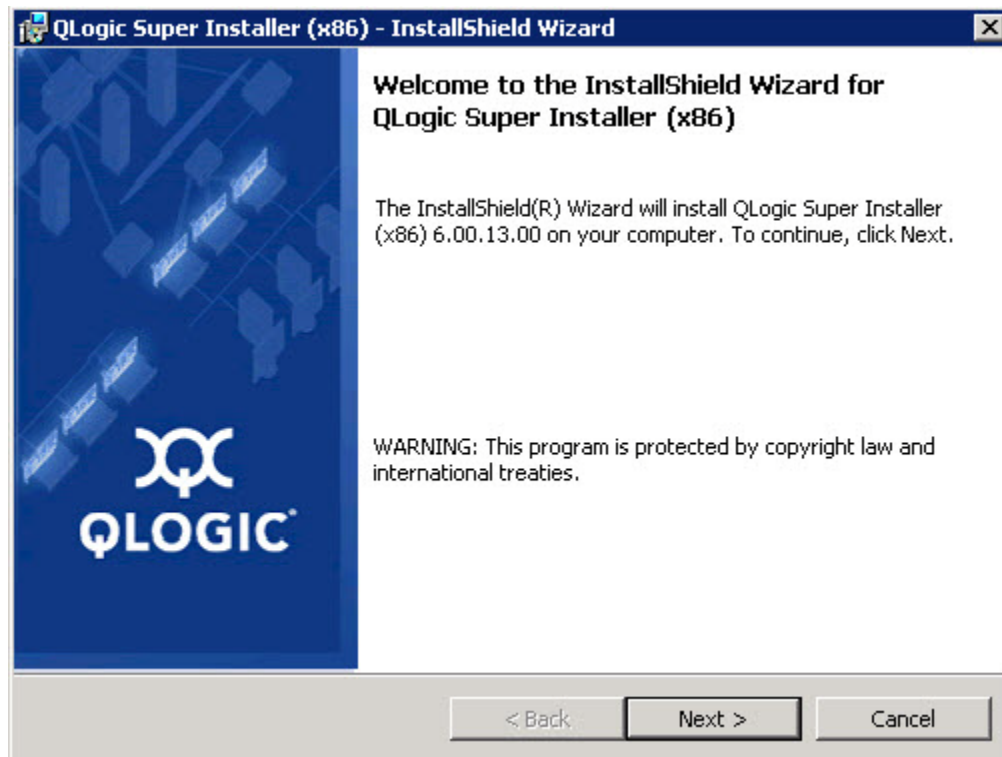 QLogic Super Installer (x86) - InstallShield Wizard
Welcome to the InstallShield Wizard for
QLogic Super Installer (x86)
The InstallShield(R) Wizard will install QLogic Super Installer
(x86) 6.00.13.00 on your computer. To continue, click Next.
WARNING: This program is protected by copyright law and
international treaties.
QLOGIC
< Back
Next >
Cancel